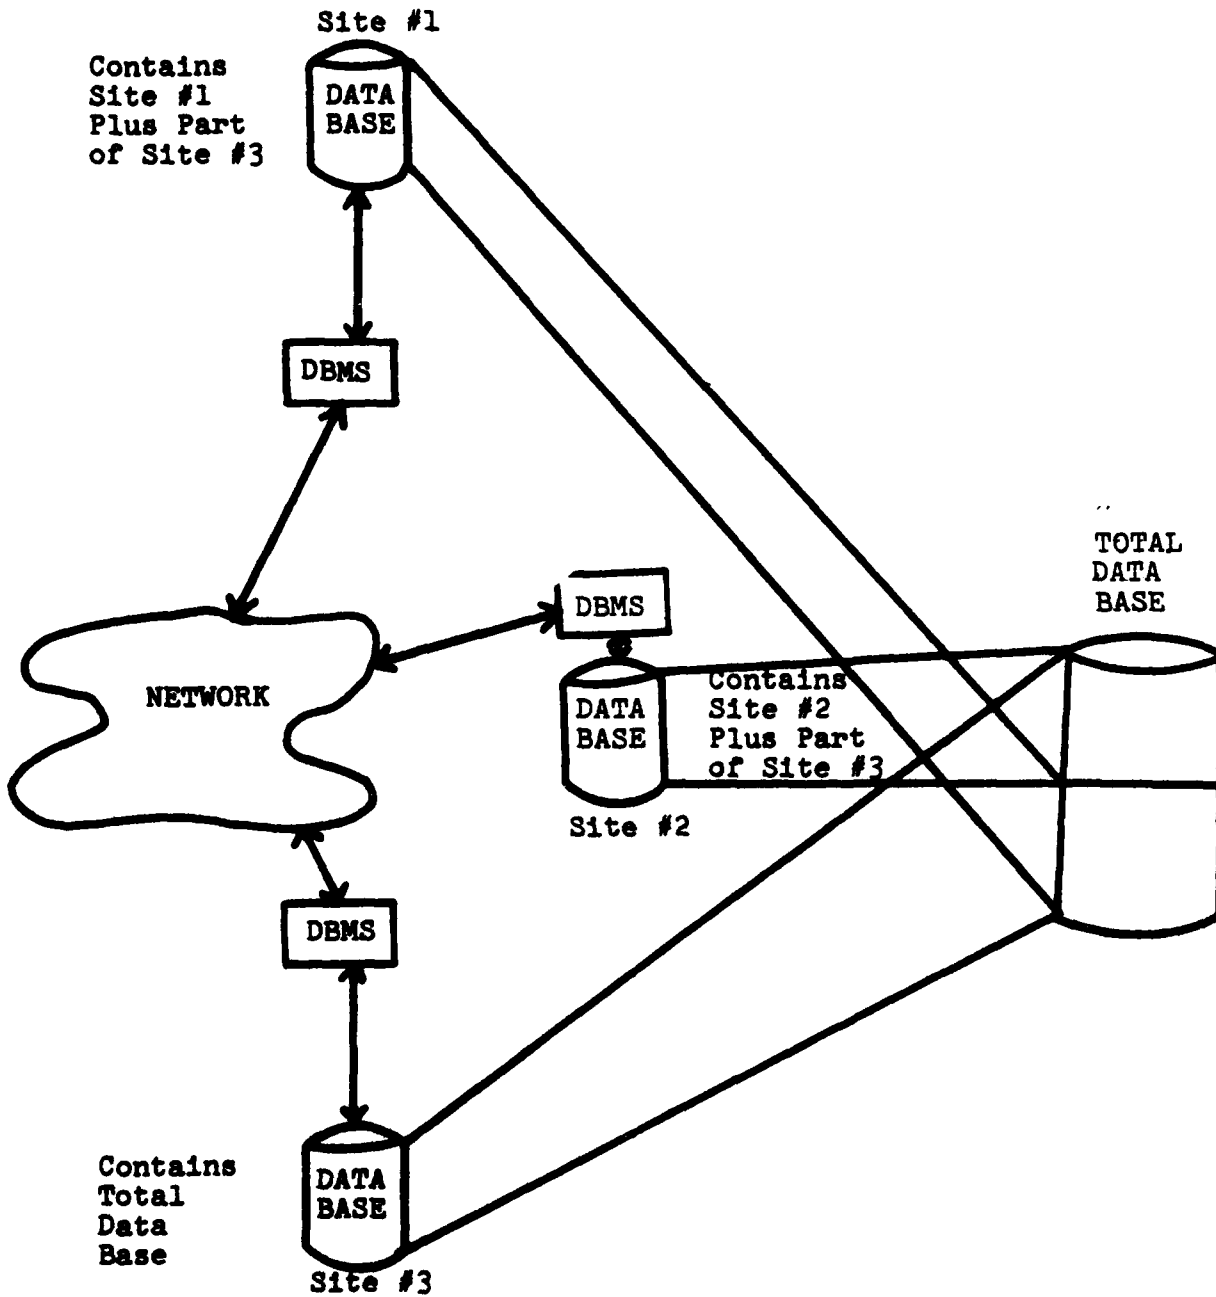 Site #1
Contains
Site #1
Plus Part
of Site #3
DATA
BASE
DBMS
TOTAL
DATA
BASE
DBMS
NETWORK
Contains
Site #2
Plus Part
of Site #3
DATA
BASE
Site #2
DBMS
Contains
Total
Data
Base
DATA
BASE
Site #3